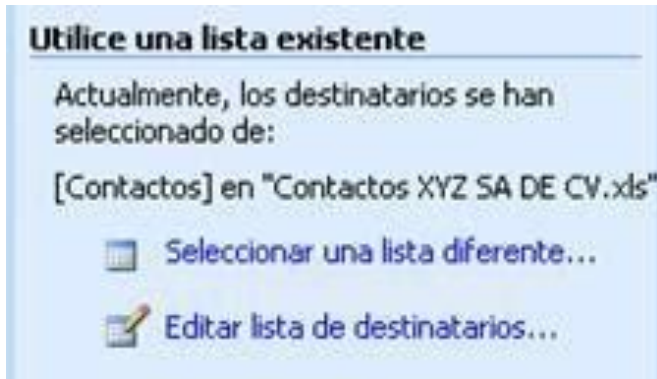 Utilice una lista existente
Actualmente, los destinatarios se han
seleccionado de:
[Contactos] en "Contactos XYZ SA DE CV.xls"
Seleccionar una lista diferente...
Editar lista de destinatarios...